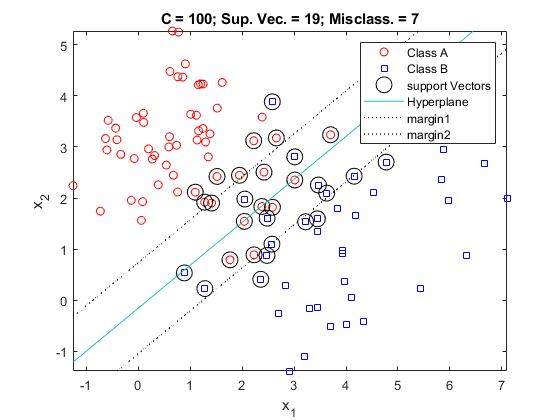 C = 100; Sup. Vec. = 19; Misclass. = 7
Class A
Class B
support Vectors
Hyperplane
margin1
margin2
5
4
3
2
1
0
-1
x2
-1 0 1 2 3 4 5 6 7
x1